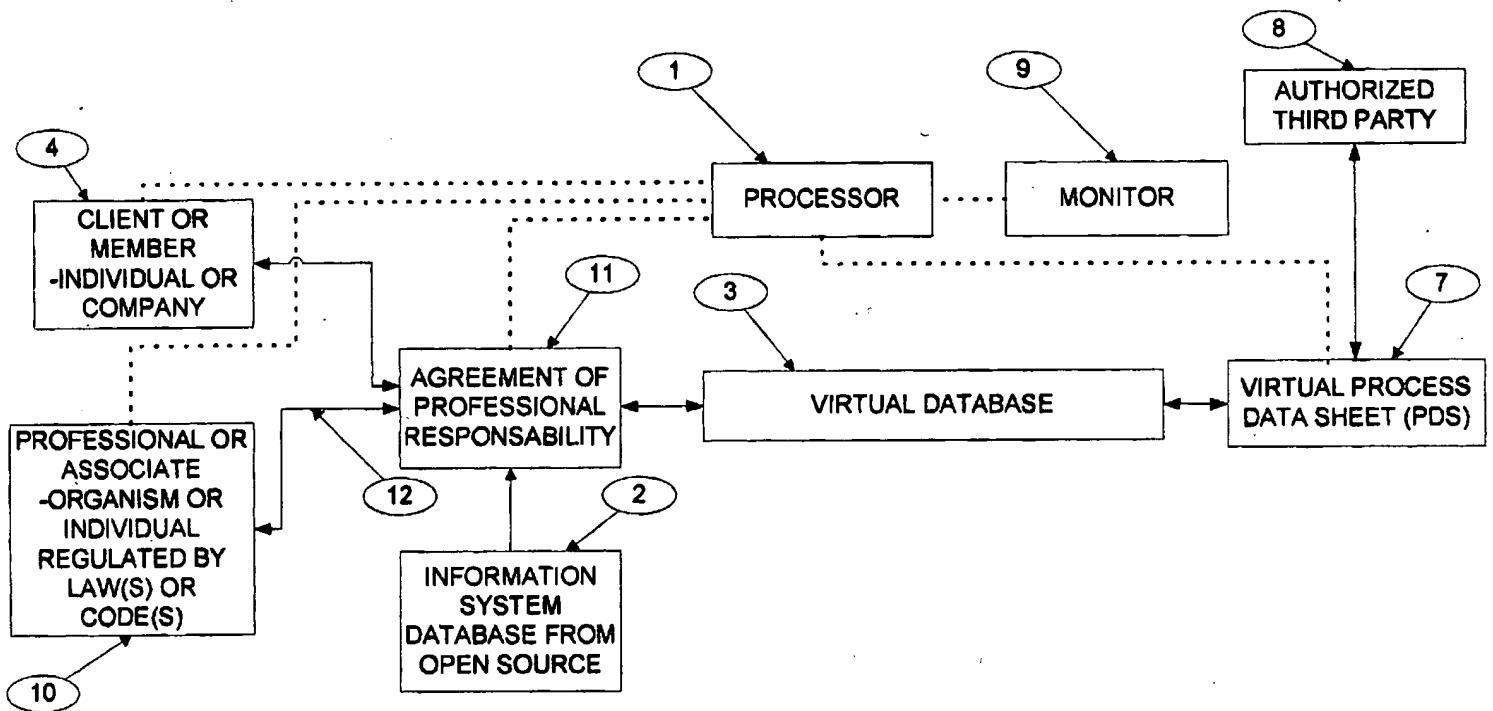 8
1
9
AUTHORIZED
THIRD PARTY
4
PROCESSOR
MONITOR
CLIENT OR
MEMBER
-INDIVIDUAL OR
COMPANY
11
3
7
AGREEMENT OF
PROFESSIONAL
RESPONSABILITY
VIRTUAL DATABASE
VIRTUAL PROCESS
DATA SHEET (PDS)
PROFESSIONAL OR
ASSOCIATE
-ORGANISM OR
INDIVIDUAL
REGULATED BY
LAW(S) OR
CODE(S)
12
2
INFORMATION
SYSTEM
DATABASE FROM
OPEN SOURCE
10